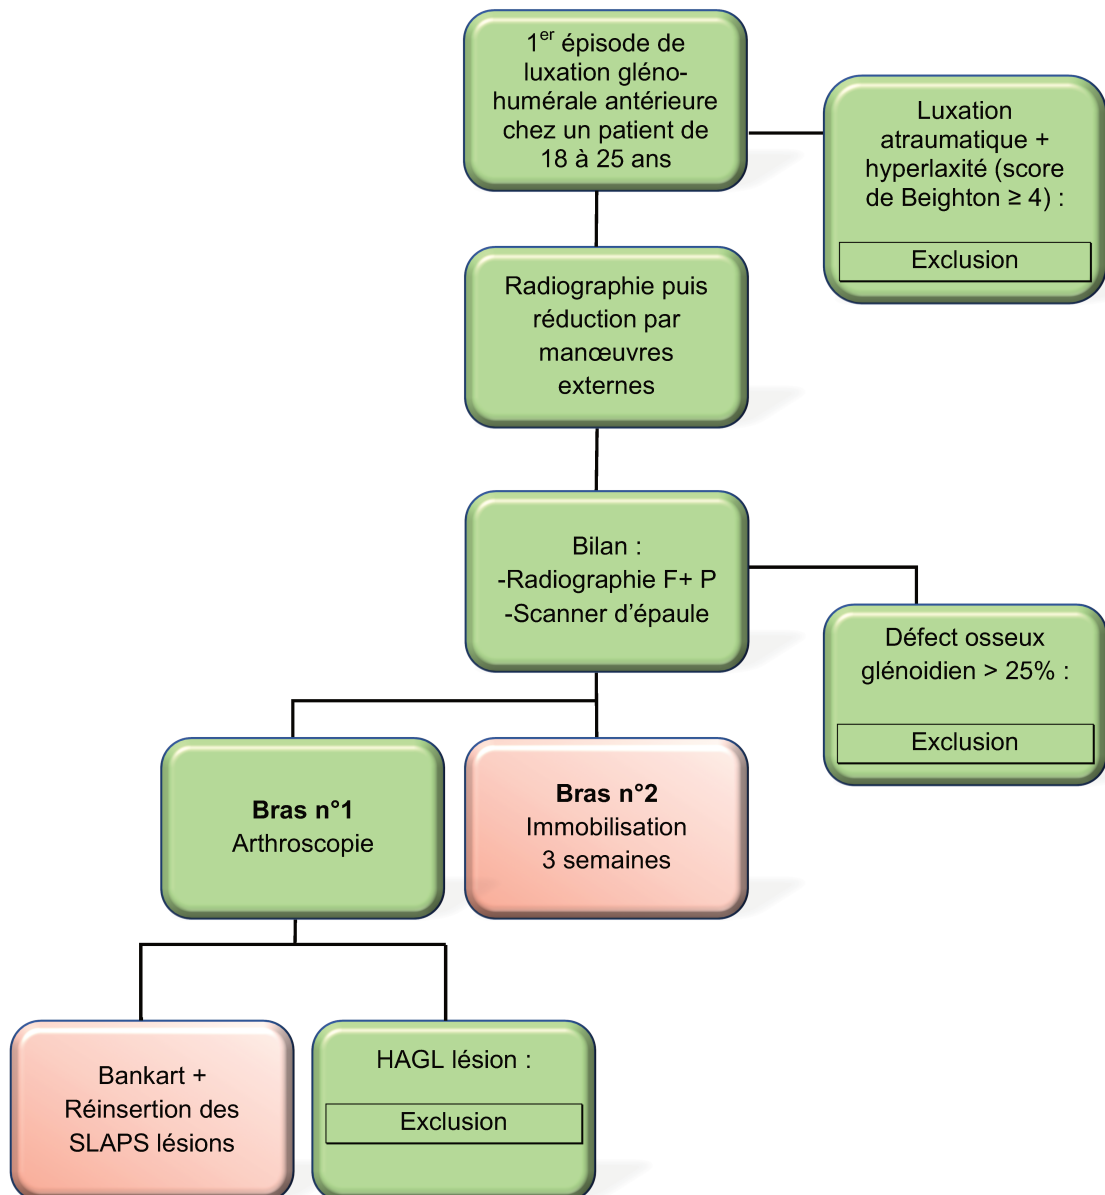 1er épisode de
luxation gléno-
humérale antérieure
chez un patient de
18 à 25 ans
Luxation
atraumatique +
hyperlaxité (score
de Beighton ≥ 4) :
Exclusion
Radiographie puis
réduction par
manœuvres
externes
Bilan :
-Radiographie F+ P
-Scanner d’épaule
Défect osseux
glénoidien > 25% :
Exclusion
Bras n°1
Arthroscopie
Bras n°2
Immobilisation
3 semaines
Bankart +
Réinsertion des
SLAPS lésions
HAGL lésion :
Exclusion